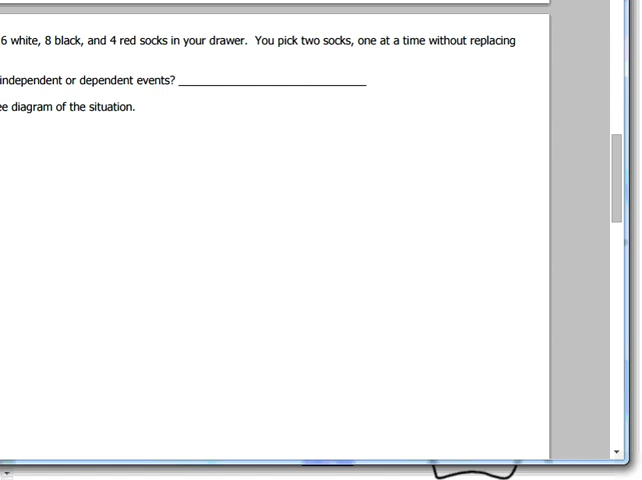 6 white, 8 black, and 4 red socks in your drawer. You pick two socks, one at a time without replacing
independent or dependent events? ______________________________
diagram of the situation.